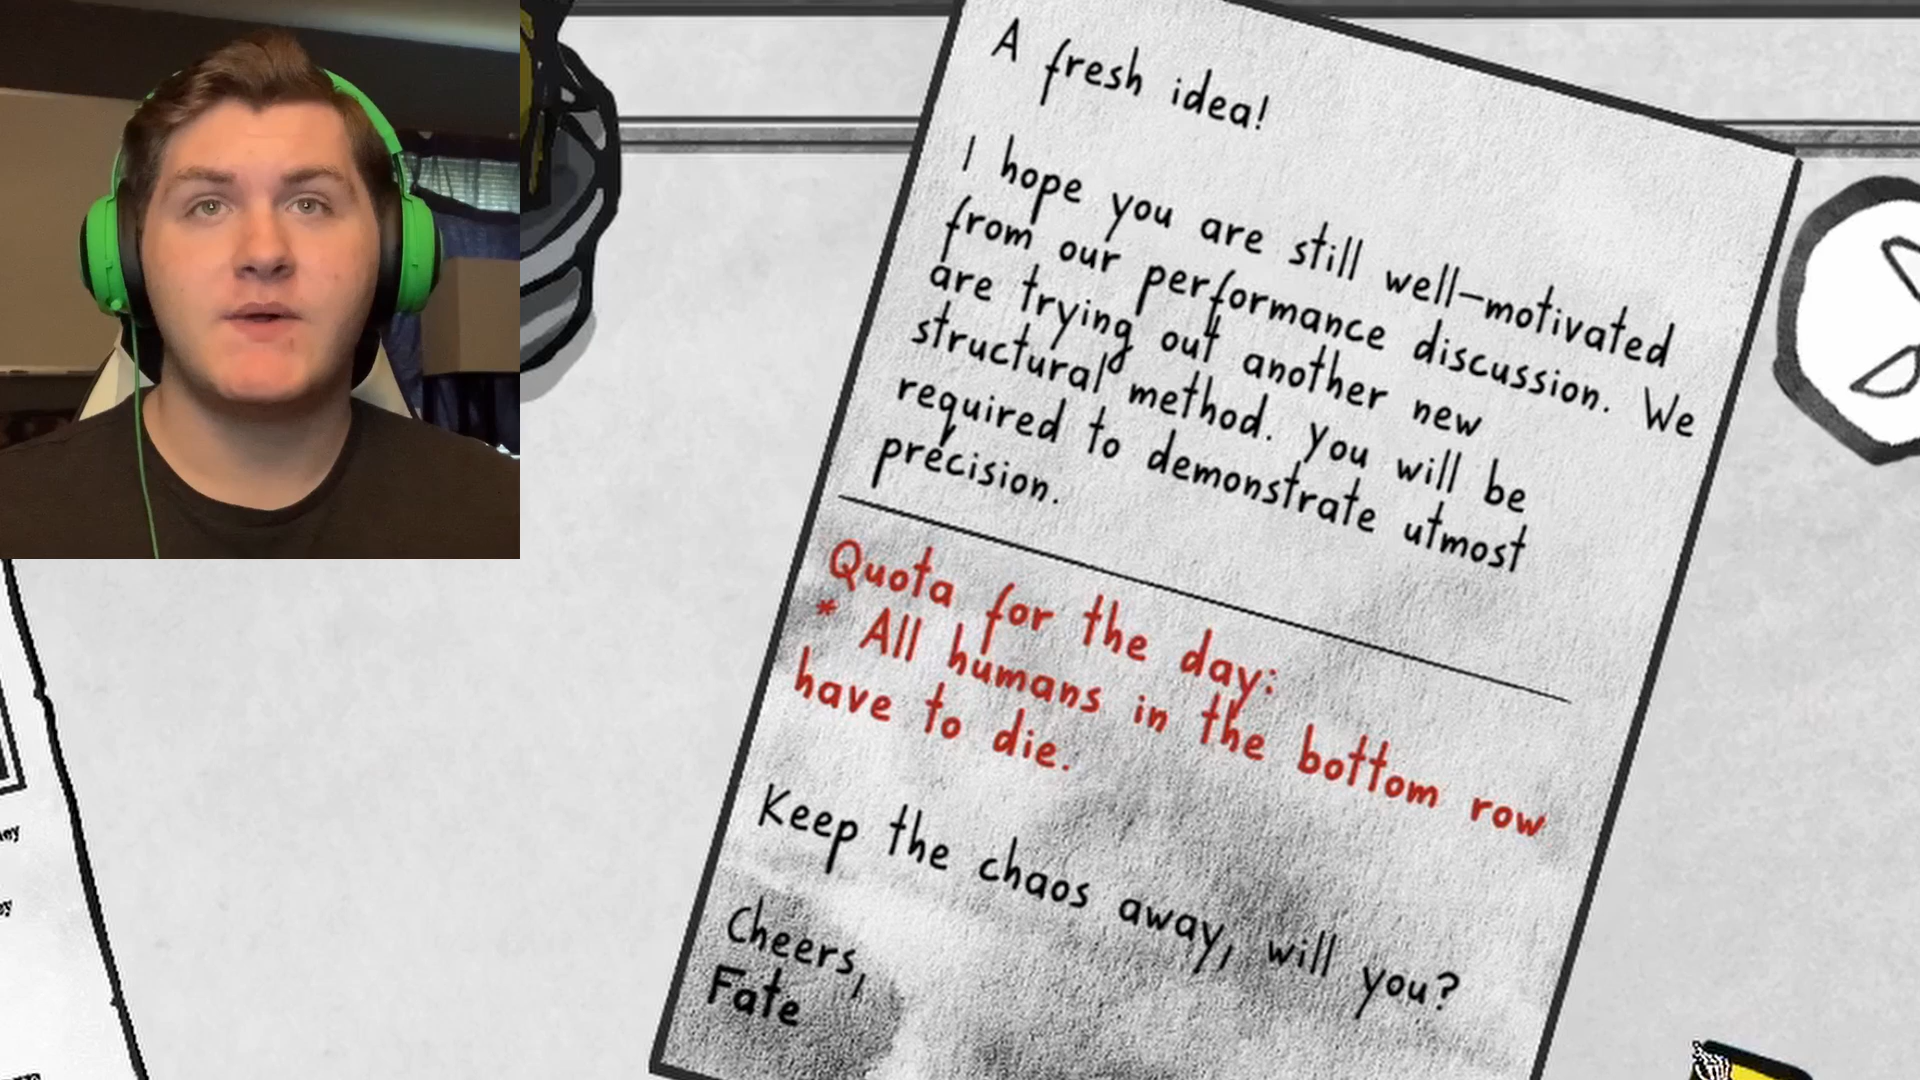 A fresh idea!
I hope you are still well-motivated
from our performance discussion. We
are trying out another new
structural method. you will be
required to demonstrate utmost
precision.
Quota for the day:
* All humans in the bottom row
have to die.
Keep the chaos away, will you?
Cheers,
Fate